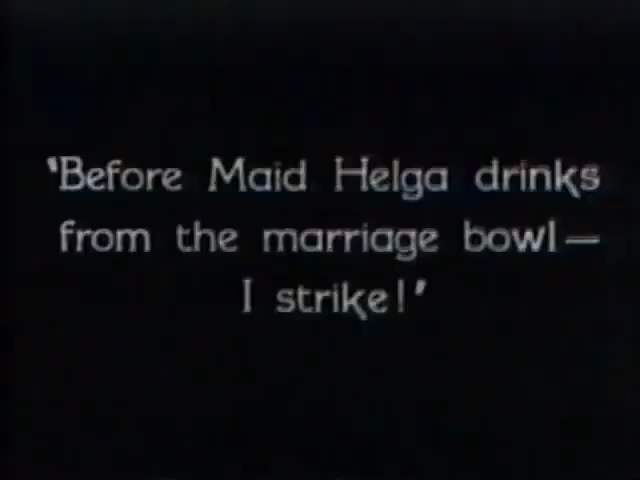 'Before Maid Helga drinks
from the marriage bowl—
I strike!'